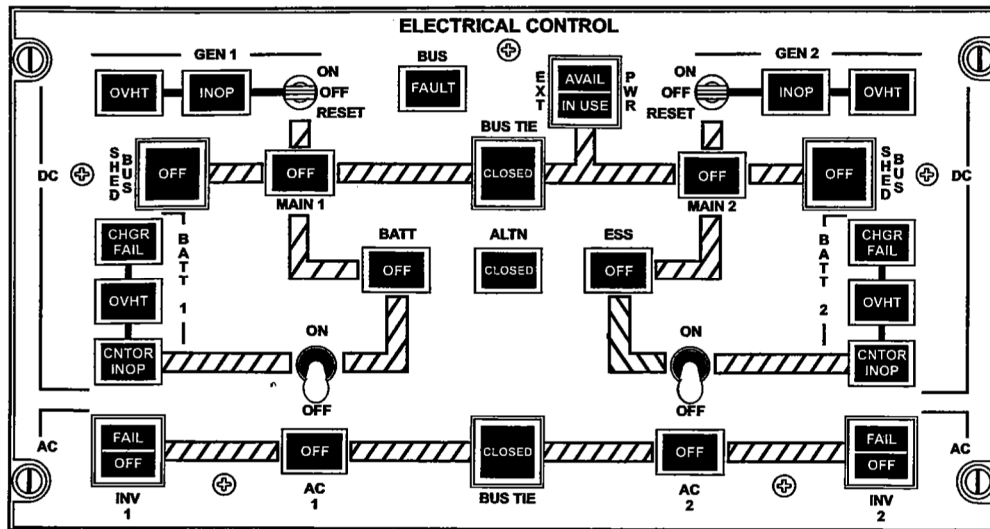 ELECTRICAL CONTROL
GEN 1
BUS
GEN 2
OVHT
INOP
ON
OFF
RESET
FAULT
EXT
AVAIL
IN USE
PWR
ON
OFF
RESET
INOP
OVHT
BUS TIE
DC
SHED
BUS
OFF
OFF
MAIN 1
CLOSED
OFF
MAIN 2
OFF
SHED
BUS
DC
CHGR
FAIL
BATT 1
BATT
ALTN
ESS
BATT 2
CHGR
FAIL
OFF
CLOSED
OFF
OVHT
OVHT
CNTOR
INOP
ON
OFF
ON
OFF
CNTOR
INOP
AC
FAIL
OFF
INV
1
OFF
AC
1
CLOSED
BUS TIE
OFF
AC
2
FAIL
OFF
INV
2
AC